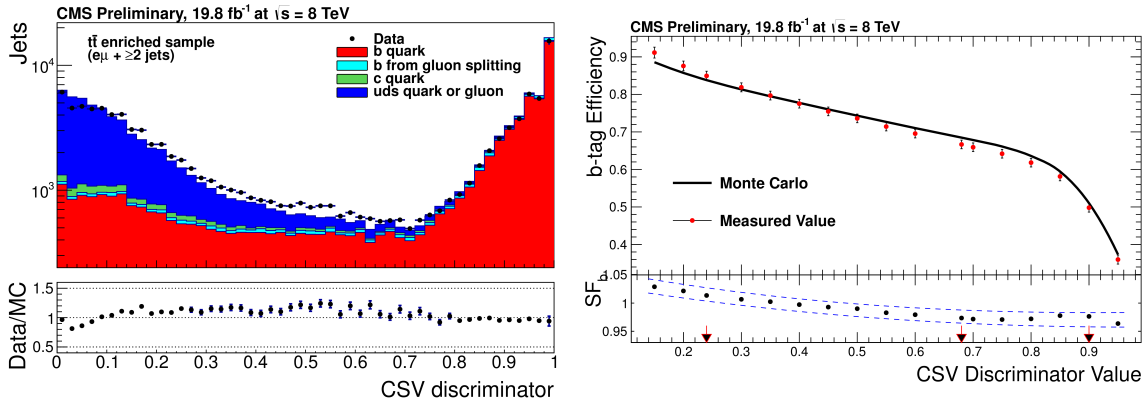 CMS Preliminary, 19.8 fb⁻¹ at √s = 8 TeV
Jets
tt̄ enriched sample
(eμ + ≥2 jets)
Data
b quark
b from gluon splitting
c quark
uds quark or gluon
10⁴
10³
Data/MC
1.5
1
0.5
0 0.1 0.2 0.3 0.4 0.5 0.6 0.7 0.8 0.9 1
CSV discriminator
CMS Preliminary, 19.8 fb⁻¹ at √s = 8 TeV
b-tag Efficiency
0.9
0.8
0.7
0.6
0.5
0.4
Monte Carlo
Measured Value
SF_b
1.05
1
0.95
0.2 0.3 0.4 0.5 0.6 0.7 0.8 0.9
CSV Discriminator Value